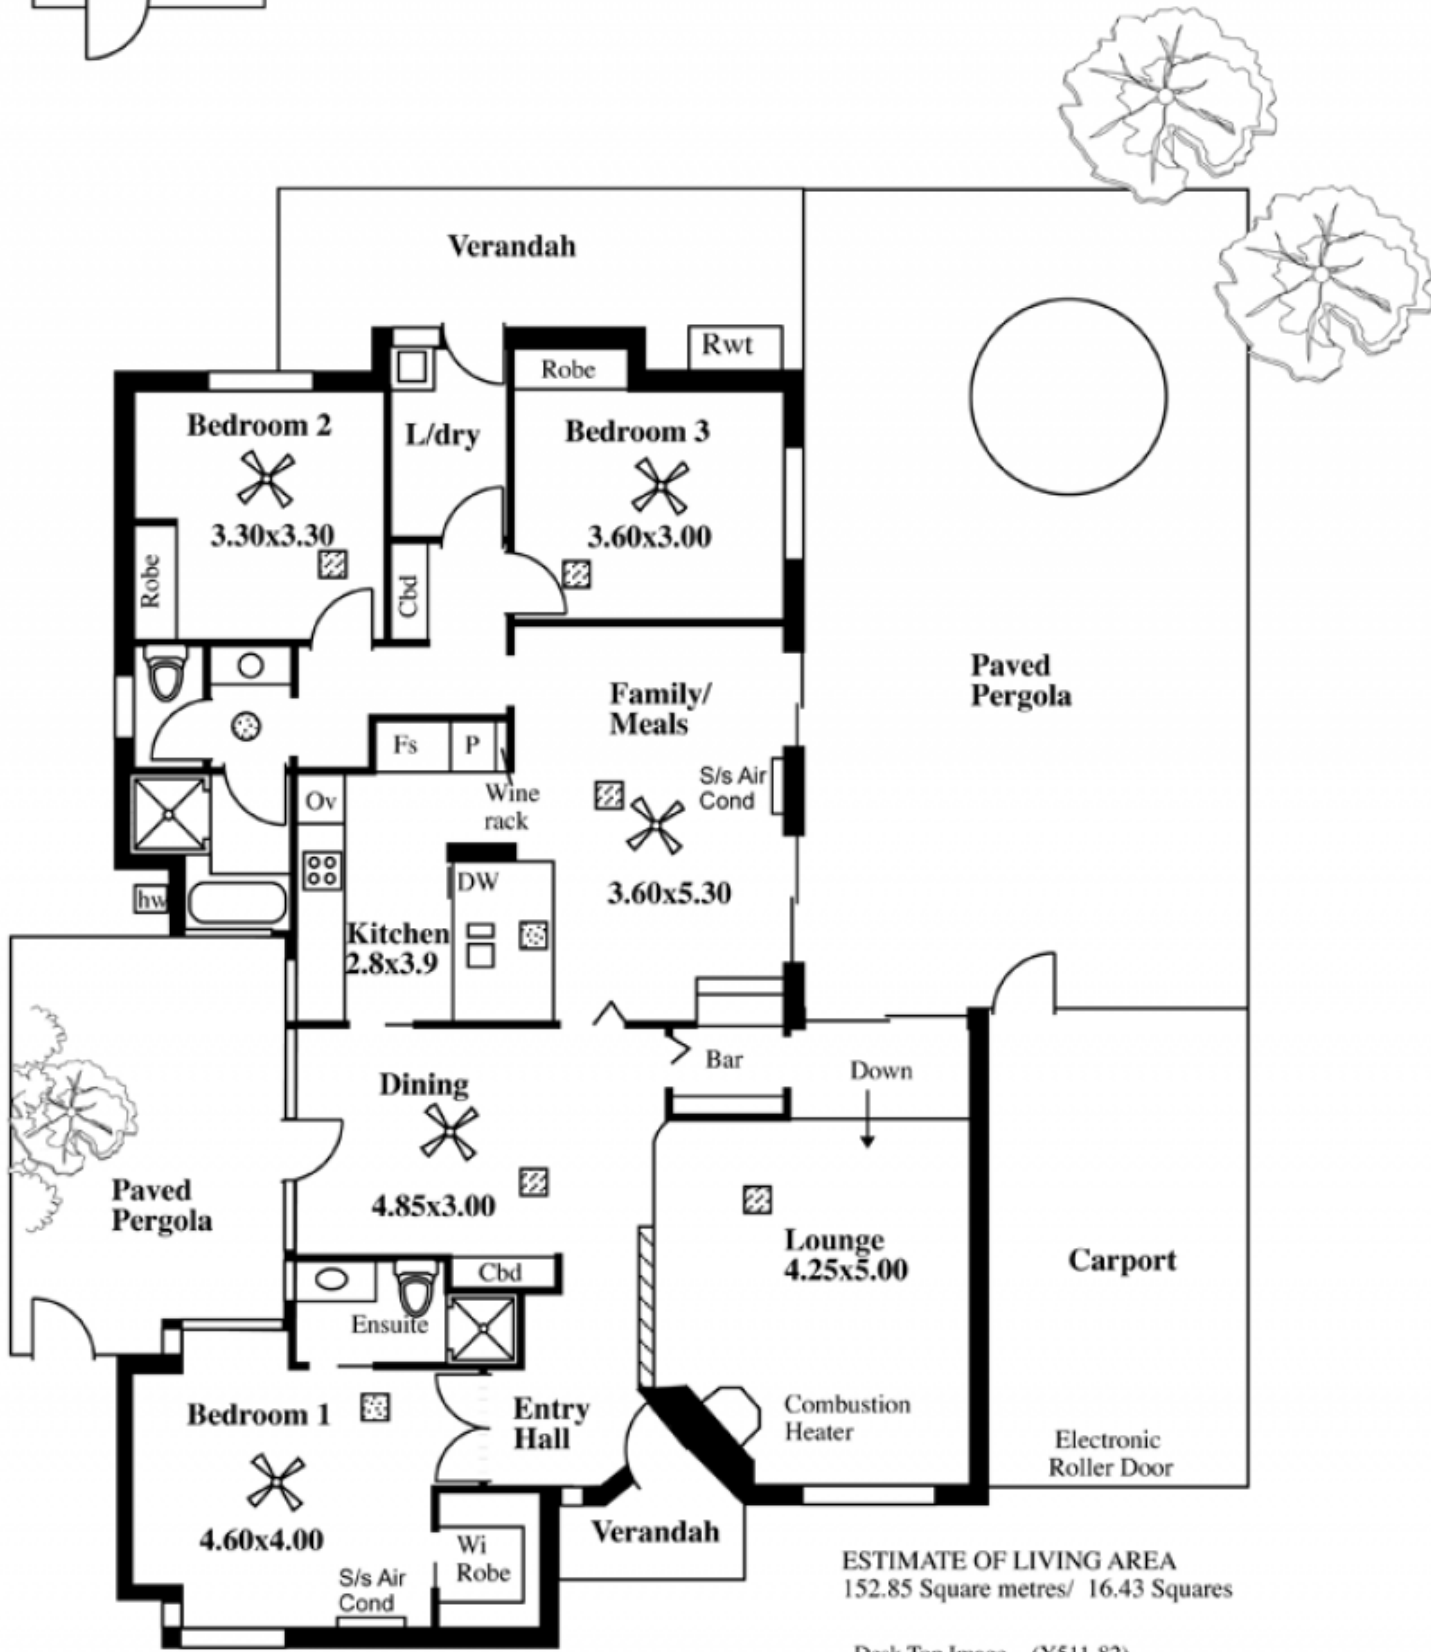 Verandah
Rwt
Robe
Bedroom 2
L/dry
Bedroom 3
3.30x3.30
3.60x3.00
Robe
Cbd
Family/
Meals
Paved
Pergola
Fs
P
S/s Air
Cond
Ov
Wine
rack
DW
3.60x5.30
hw
Kitchen
2.8x3.9
Bar
Down
Dining
4.85x3.00
Paved
Pergola
Lounge
4.25x5.00
Carport
Cbd
Ensuite
Bedroom 1
Entry
Hall
Combustion
Heater
Electronic
Roller Door
4.60x4.00
Verandah
Wi
Robe
S/s Air
Cond
ESTIMATE OF LIVING AREA
152.85 Square metres/ 16.43 Squares